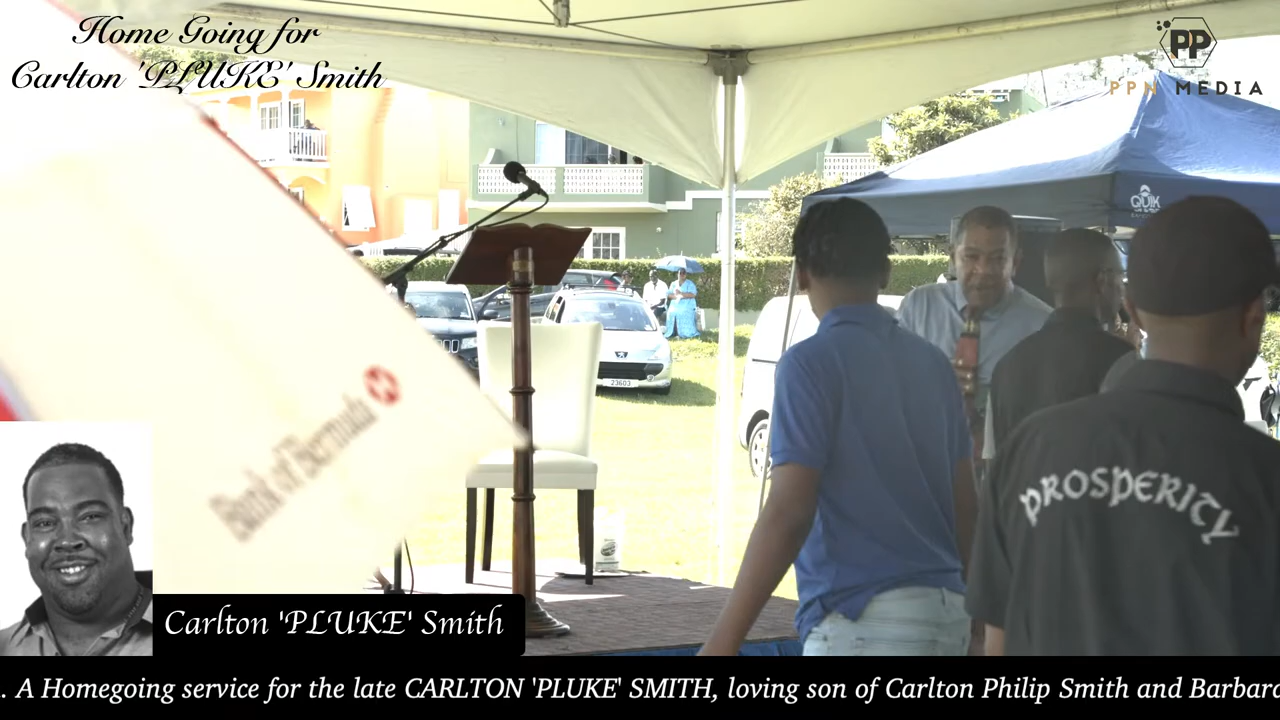 Home Going for
Carlton 'PLUKE' Smith
PP
PPN MEDIA
QUIK
23603
Bank of Bermuda
PROSPERITY
Carlton 'PLUKE' Smith
. A Homegoing service for the late CARLTON 'PLUKE' SMITH, loving son of Carlton Philip Smith and Barbara